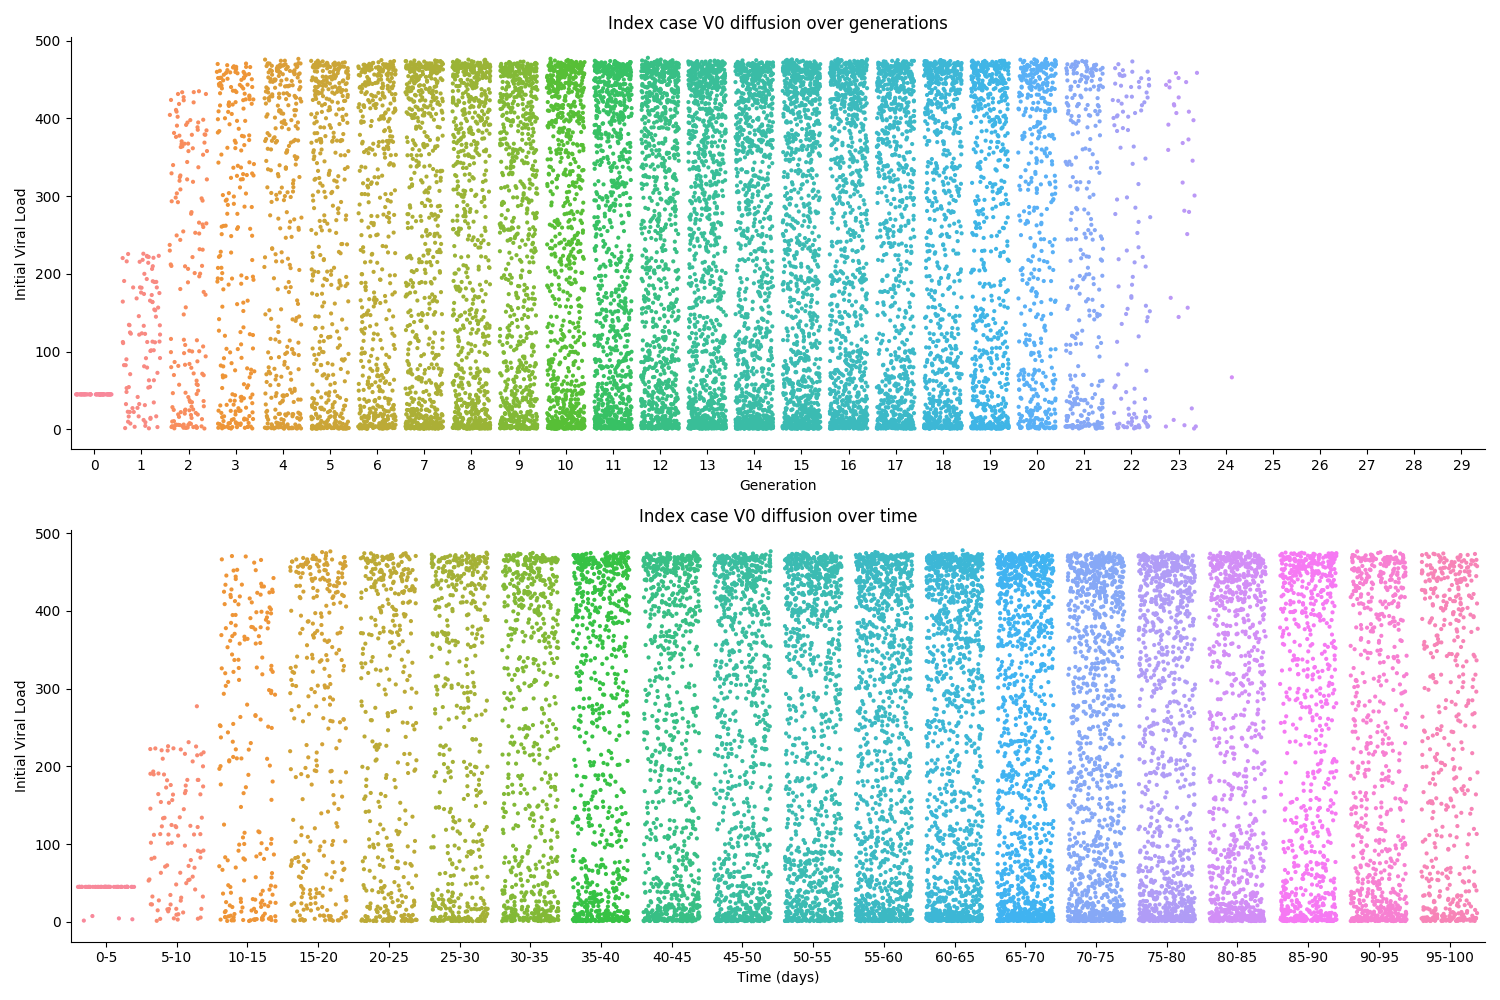 Index case V0 diffusion over generations
Initial Viral Load
500
400
300
200
100
0
0 1 2 3 4 5 6 7 8 9 10 11 12 13 14 15 16 17 18 19 20 21 22 23 24 25 26 27 28 29
Generation
Index case V0 diffusion over time
Initial Viral Load
500
400
300
200
100
0
0-5 5-10 10-15 15-20 20-25 25-30 30-35 35-40 40-45 45-50 50-55 55-60 60-65 65-70 70-75 75-80 80-85 85-90 90-95 95-100
Time (days)